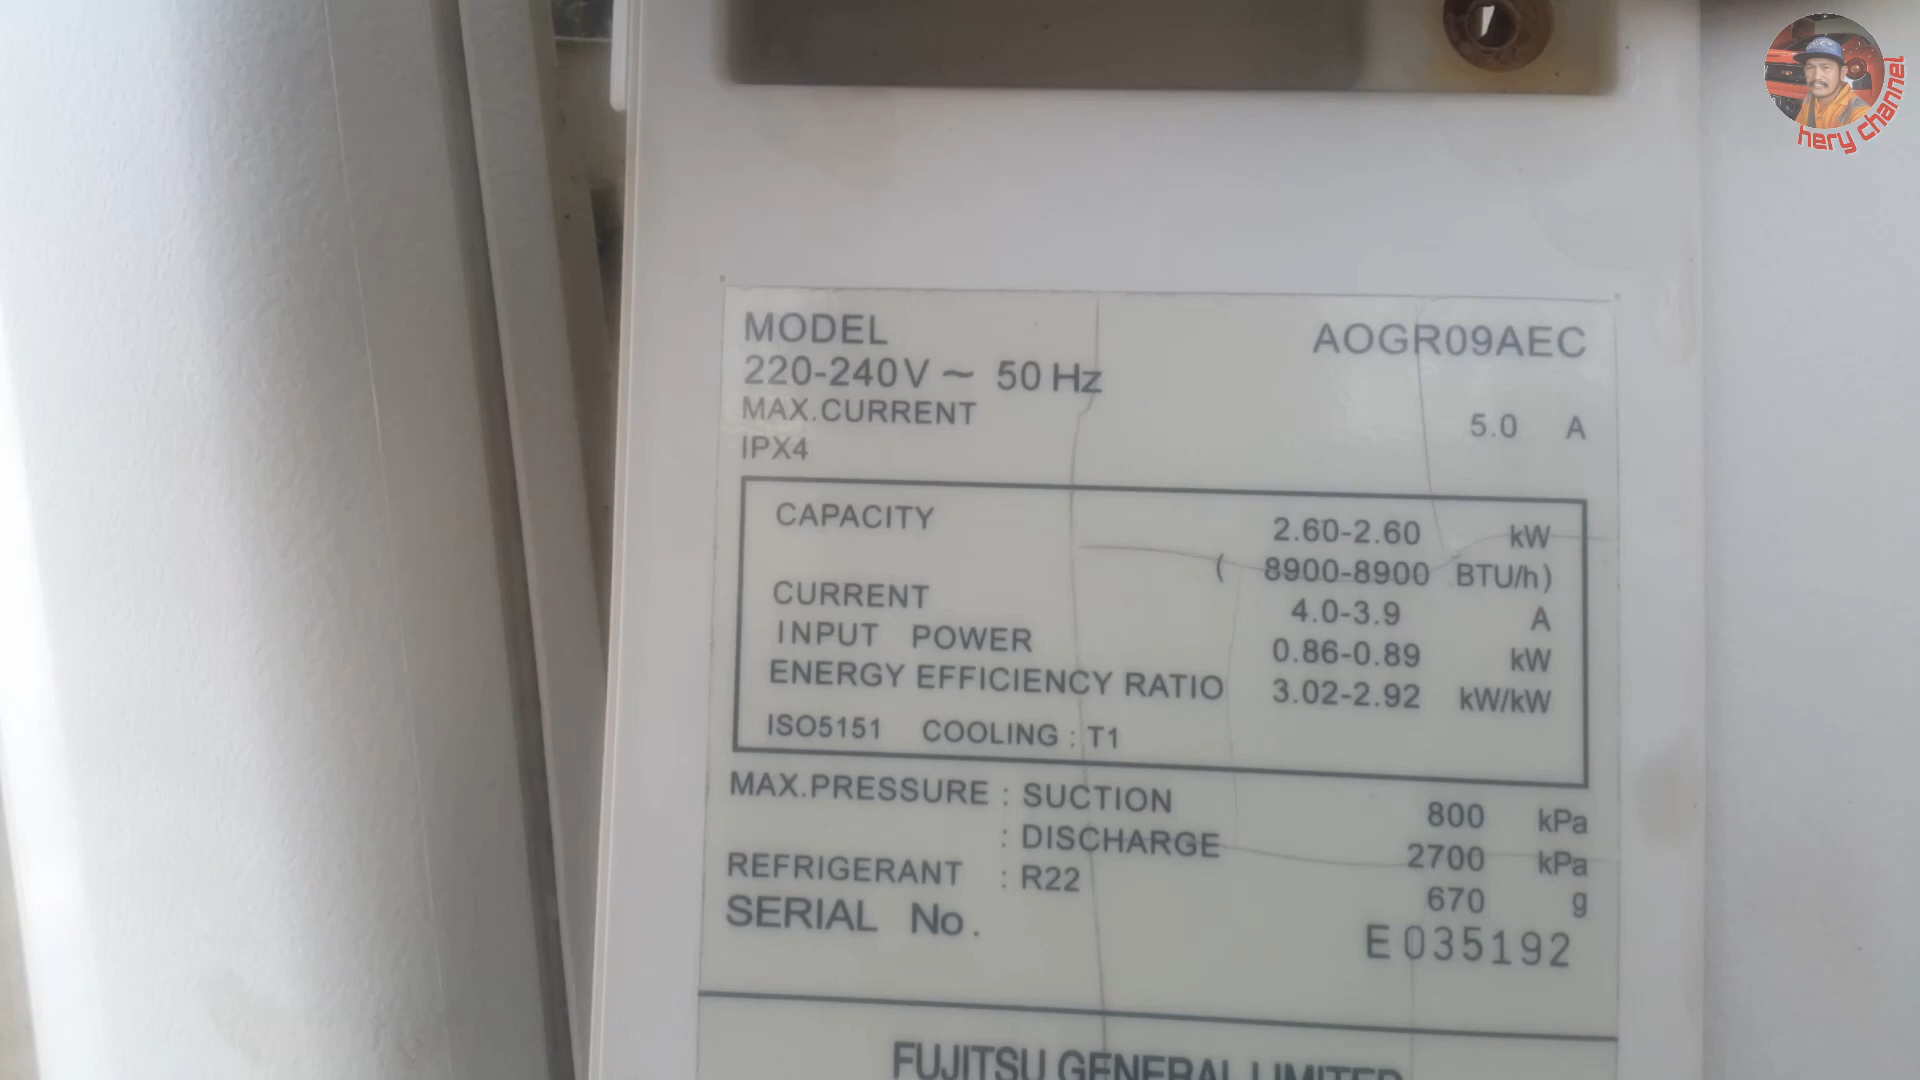 hery channel
MODEL AOGR09AEC
220-240V ~ 50 Hz
MAX.CURRENT 5.0 A
IPX4
CAPACITY 2.60-2.60 kW
( 8900-8900 BTU/h)
CURRENT 4.0-3.9 A
INPUT POWER 0.86-0.89 kW
ENERGY EFFICIENCY RATIO 3.02-2.92 kW/kW
ISO5151 COOLING : T1
MAX.PRESSURE : SUCTION 800 kPa
: DISCHARGE 2700 kPa
REFRIGERANT : R22 670 g
SERIAL No. E035192
FUJITSU GENERAL LIMITED